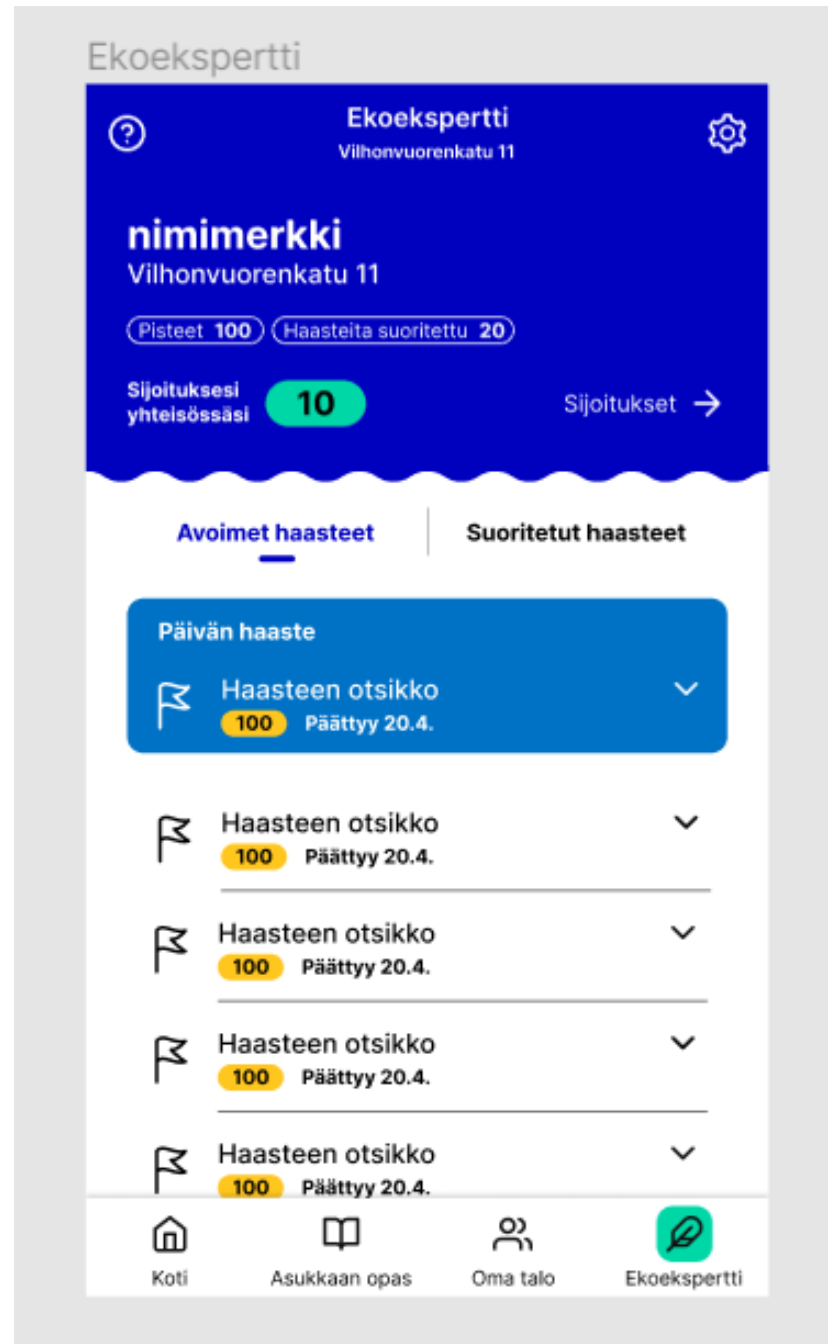 Ekoekspertti
Ekoekspertti
Vilhonvuorenkatu 11
nimimerkki
Vilhonvuorenkatu 11
Pisteet 100 Haasteita suoritettu 20
Sijoituksesi
yhteisössäsi
10
Sijoitukset
Avoimet haasteet Suoritetut haasteet
Päivän haaste
Haasteen otsikko
100 Päättyy 20.4.
Haasteen otsikko
100 Päättyy 20.4.
Haasteen otsikko
100 Päättyy 20.4.
Haasteen otsikko
100 Päättyy 20.4.
Haasteen otsikko
100 Päättyy 20.4.
Koti Asukkaan opas Oma talo Ekoekspertti